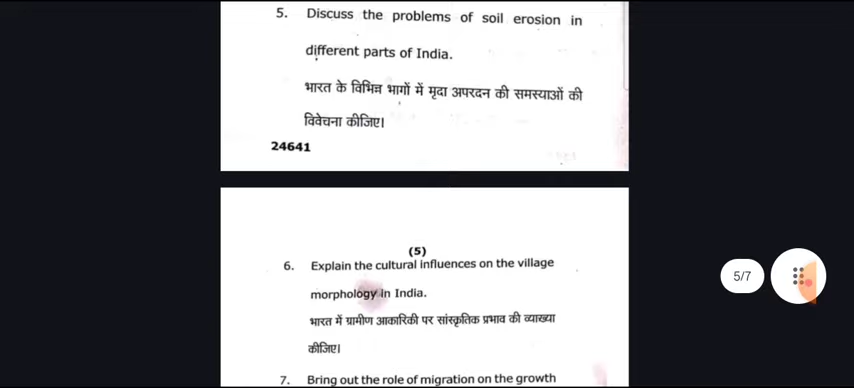 5. Discuss the problems of soil erosion in
different parts of India.
भारत के विभिन्न भागों में मृदा अपरदन की समस्याओं की
विवेचना कीजिए।
24641
(5)
6. Explain the cultural influences on the village
morphology in India.
भारत में ग्रामीण आकारिकी पर सांस्कृतिक प्रभाव की व्याख्या
कीजिए।
5/7
7. Bring out the role of migration on the growth